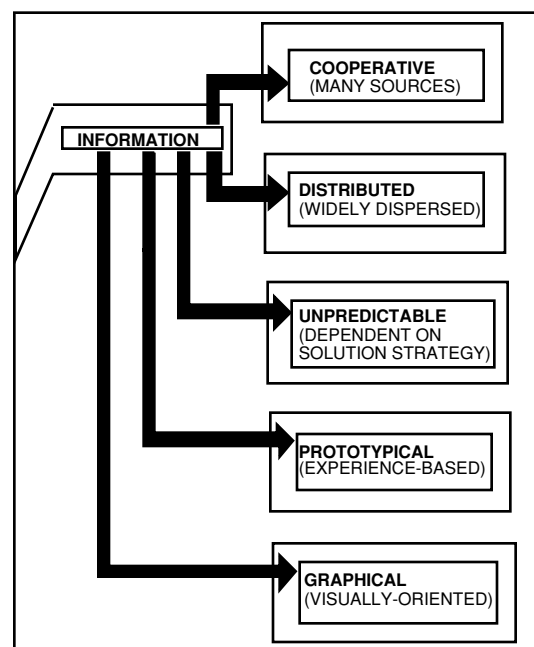 COOPERATIVE
(MANY SOURCES)
INFORMATION
DISTRIBUTED
(WIDELY DISPERSED)
UNPREDICTABLE
(DEPENDENT ON
SOLUTION STRATEGY)
PROTOTYPICAL
(EXPERIENCE-BASED)
GRAPHICAL
(VISUALLY-ORIENTED)